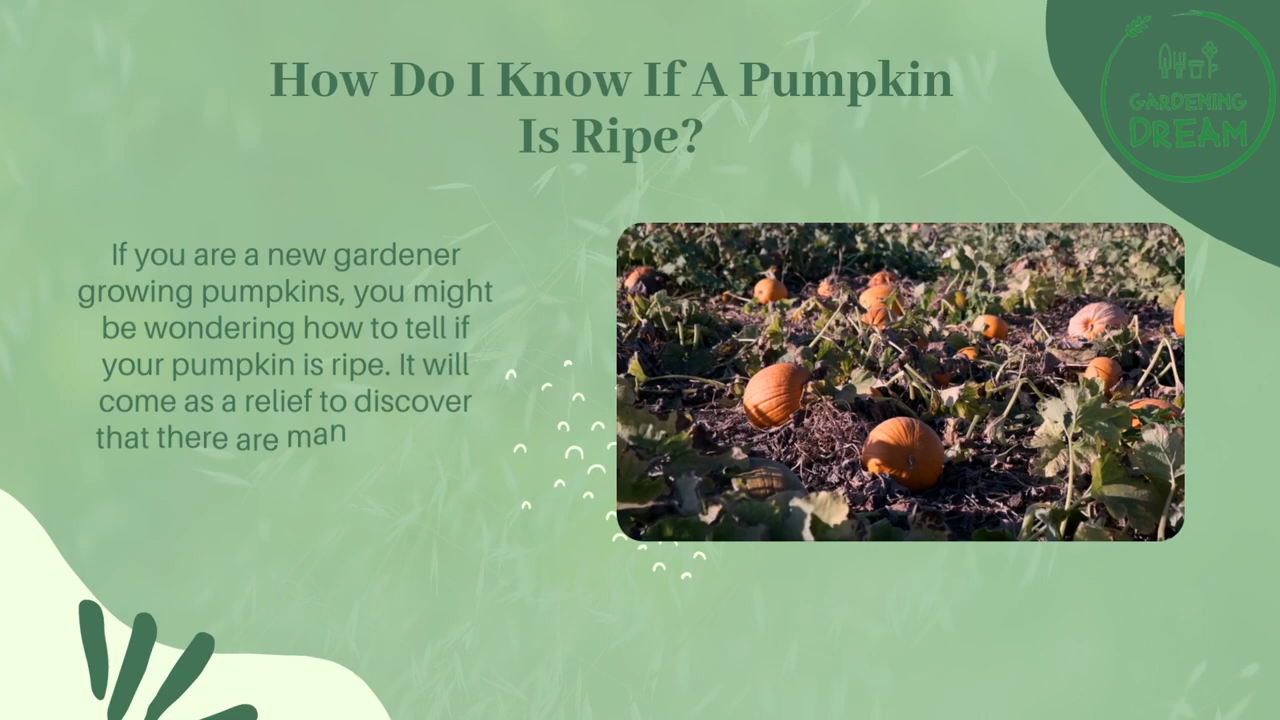 How Do I Know If A Pumpkin
Is Ripe?
GARDENING
DREAM
If you are a new gardener
growing pumpkins, you might
be wondering how to tell if
your pumpkin is ripe. It will
come as a relief to discover
that there are man